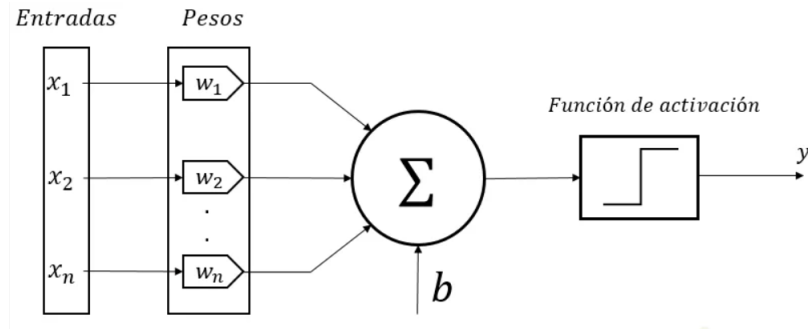 Entradas
Pesos
x₁
w₁
Función de activación
x₂
w₂
Σ
y
.
.
xₙ
wₙ
b